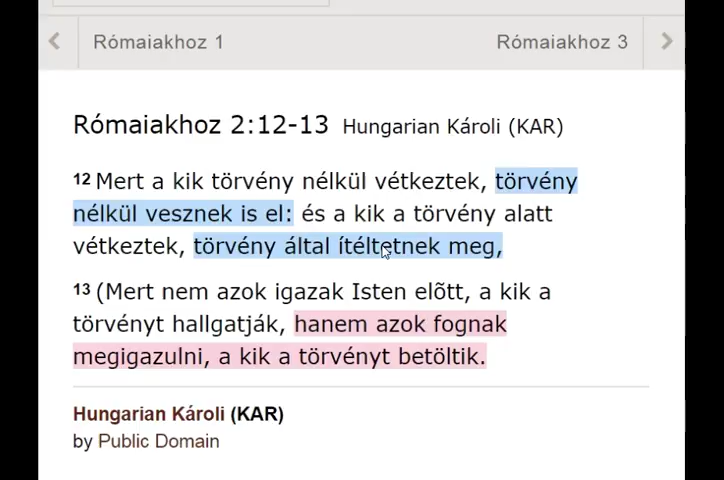 Rómaiakhoz 1 Rómaiakhoz 3
Rómaiakhoz 2:12-13 Hungarian Károli (KAR)
12 Mert a kik törvény nélkül vétkeztek, törvény
nélkül vesznek is el: és a kik a törvény alatt
vétkeztek, törvény által ítéltetnek meg,
13 (Mert nem azok igazak Isten elõtt, a kik a
törvényt hallgatják, hanem azok fognak
megigazulni, a kik a törvényt betöltik.
Hungarian Károli (KAR)
by Public Domain